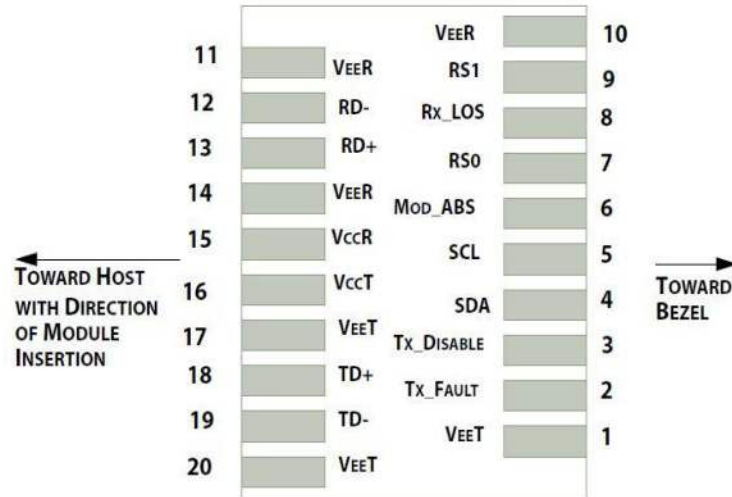 11 VEER
12 RD-
13 RD+
14 VEER
15 VCCR
16 VCCT
17 VEET
18 TD+
19 TD-
20 VEET
TOWARD HOST
WITH DIRECTION
OF MODULE
INSERTION
VEER 10
RS1 9
RX_LOS 8
RS0 7
MOD_ABS 6
SCL 5
SDA 4
TX_DISABLE 3
TX_FAULT 2
VEET 1
TOWARD
BEZEL